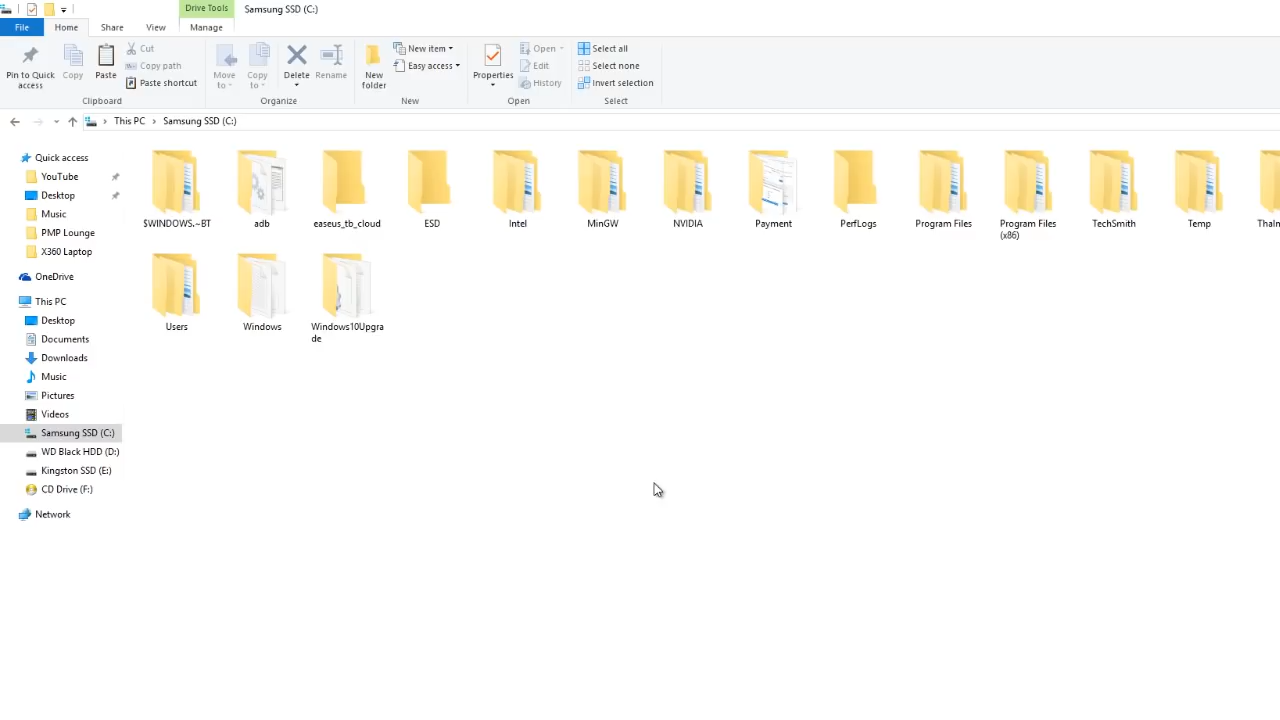 Drive Tools
Samsung SSD (C:)
File
Home
Share
View
Manage
Pin to Quick
access
Copy
Paste
Cut
Copy path
Paste shortcut
Clipboard
Move
to
Copy
to
Delete
Rename
Organize
New
folder
New item
Easy access
New
Properties
Open
Edit
History
Open
Select all
Select none
Invert selection
Select
This PC
Samsung SSD (C:)
Quick access
YouTube
Desktop
Music
PMP Lounge
X360 Laptop
OneDrive
This PC
Desktop
Documents
Downloads
Music
Pictures
Videos
Samsung SSD (C:)
WD Black HDD (D:)
Kingston SSD (E:)
CD Drive (F:)
Network
$WINDOWS.~BT
adb
easeus_tb_cloud
ESD
Intel
MinGW
NVIDIA
Payment
PerfLogs
Program Files
Program Files
(x86)
TechSmith
Temp
Users
Windows
Windows10Upgra
de